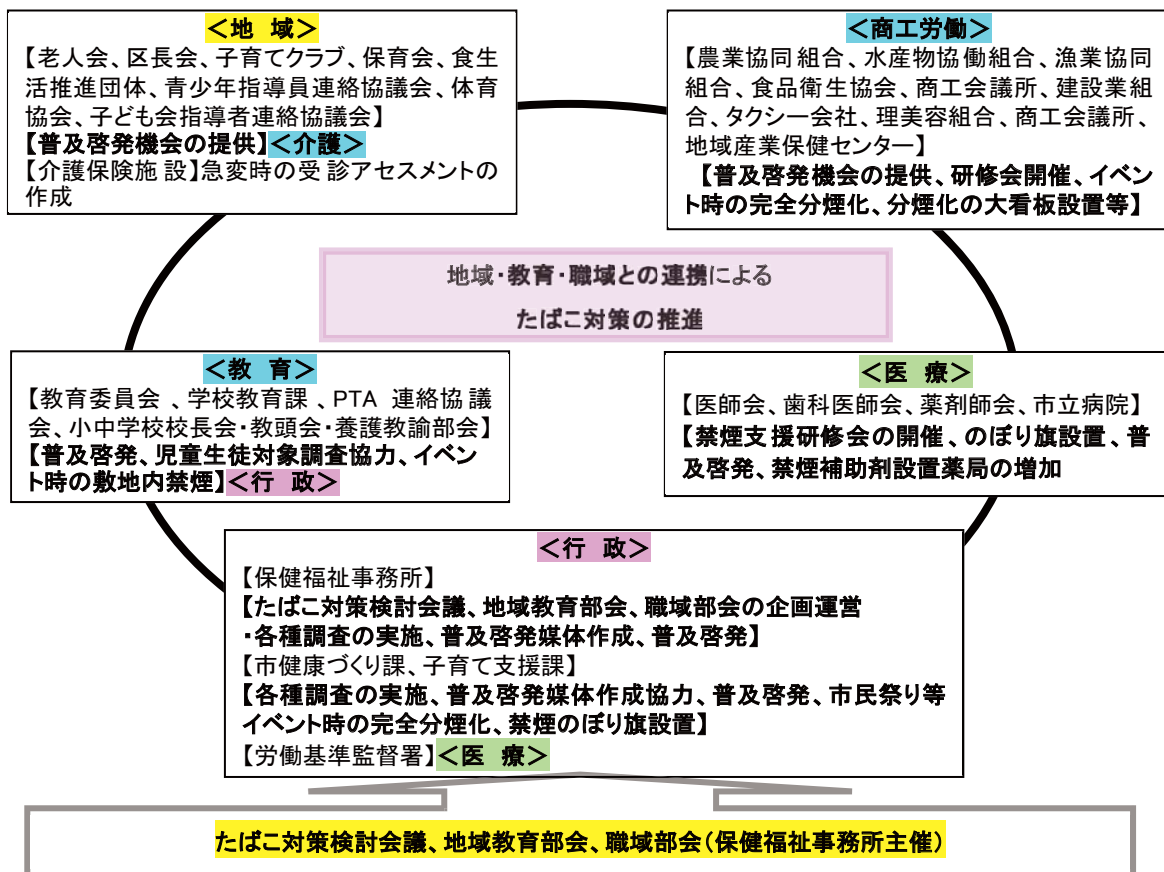 ＜地 域＞
【老人会、区長会、子育てクラブ、保育会、食生
活推進団体、青少年指導員連絡協議会、体育
協会、子ども会指導者連絡協議会】
【普及啓発機会の提供】＜介護＞
【介護保険施 設】急変時の受 診アセスメントの
作成
＜商工労働＞
【農業協同組合、水産物協働組合、漁業協同
組合、食品衛生協会、商工会議所、建設業組
合、タクシー会社、理美容組合、商工会議所、
地域産業保健センター】
【普及啓発機会の提供、研修会開催、イベン
ト時の完全分煙化、分煙化の大看板設置等】
地域・教育・職域との連携による
たばこ対策の推進
＜教 育＞
【教育委員会 、学校教育課 、PTA 連絡協議
会、小中学校校長会・教頭会・養護教諭部会】
【普及啓発、児童生徒対象調査協力、イベン
ト時の敷地内禁煙】＜行 政＞
＜医 療＞
【医師会、歯科医師会、薬剤師会、市立病院】
【禁煙支援研修会の開催、のぼり旗設置、普
及啓発、禁煙補助剤設置薬局の増加
＜行 政＞
【保健福祉事務所】
【たばこ対策検討会議、地域教育部会、職域部会の企画運営
・各種調査の実施、普及啓発媒体作成、普及啓発】
【市健康づくり課、子育て支援課】
【各種調査の実施、普及啓発媒体作成協力、普及啓発、市民祭り等
イベント時の完全分煙化、禁煙のぼり旗設置】
【労働基準監督署】＜医 療＞
たばこ対策検討会議、地域教育部会、職域部会（保健福祉事務所主催）